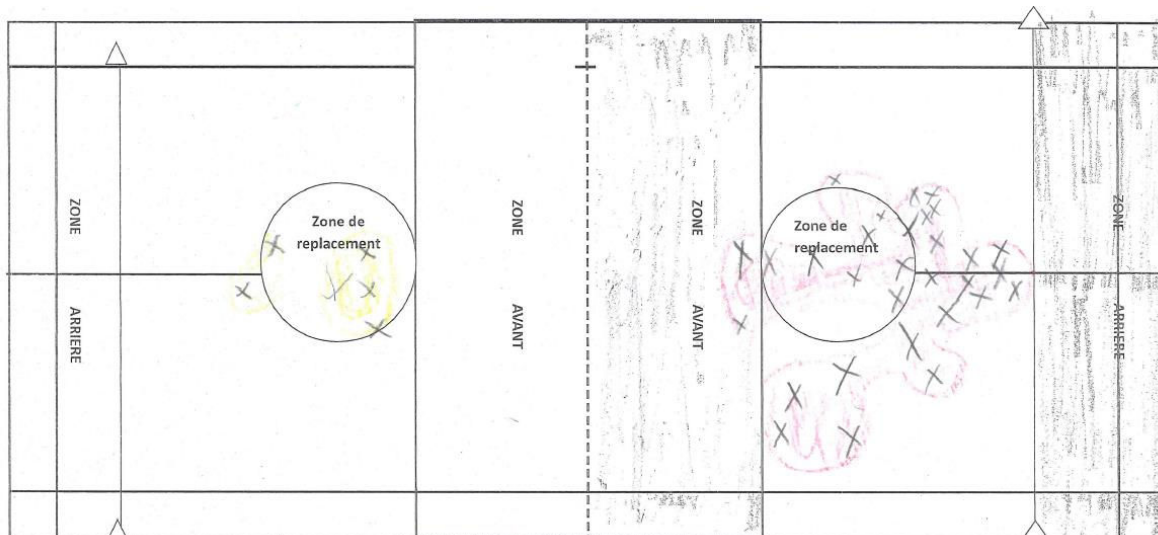 ZONE
ARRIERE
Zone de
replacement
ZONE
AVANT
ZONE
AVANT
Zone de
replacement
ZONE
ARRIERE